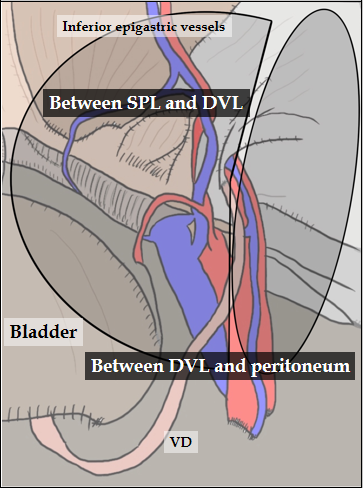 Inferior epigastric vessels
Between SPL and DVL
Bladder
Between DVL and peritoneum
VD